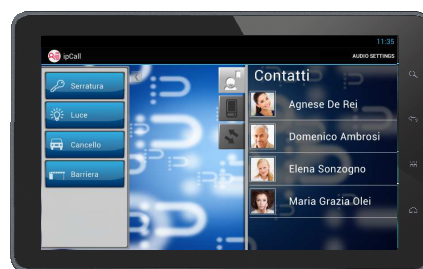 11:35
ipCall
AUDIO SETTINGS
Serratura
Luce
Cancello
Barriera
Contatti
Agnese De Rei
Domenico Ambrosi
Elena Sonzogno
Maria Grazia Olei